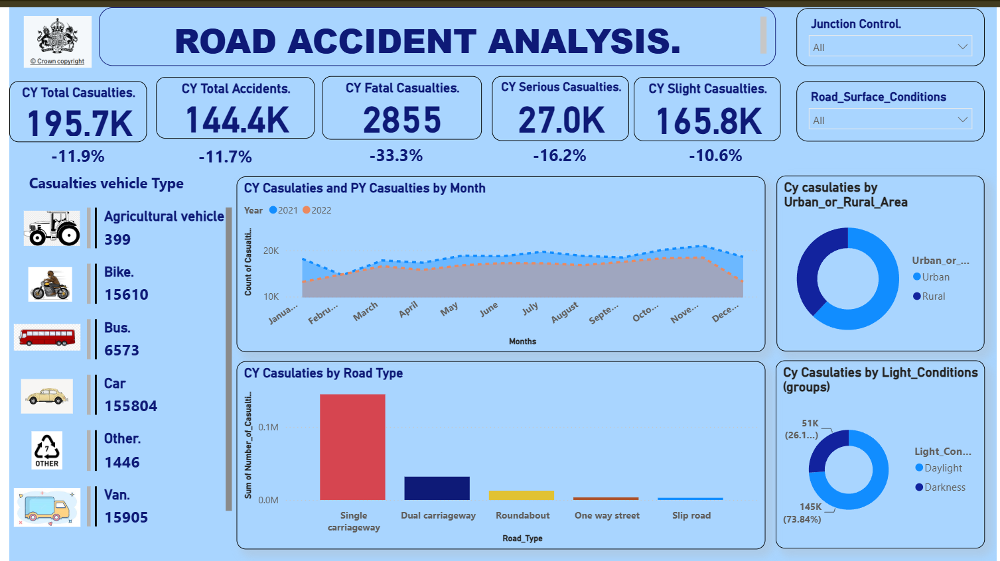 © Crown copyright
ROAD ACCIDENT ANALYSIS.
Junction Control.
All
CY Total Casualties.
195.7K
-11.9%
CY Total Accidents.
144.4K
-11.7%
CY Fatal Casualties.
2855
-33.3%
CY Serious Casualties.
27.0K
-16.2%
CY Slight Casualties.
165.8K
-10.6%
Road_Surface_Conditions
All
Casualties vehicle Type
Agricultural vehicle
399
Bike.
15610
Bus.
6573
Car
155804
Other.
1446
7
OTHER
Van.
15905
CY Casulaties and PY Casualties by Month
Year 2021 2022
Count of Casualti...
20K
10K
Janua... Febru... March April May June July August Septe... Octo... Nove... Dece...
Months
Cy casulaties by
Urban_or_Rural_Area
Urban_or_...
Urban
Rural
CY Casulaties by Road Type
Sum of Number_of_Casualti...
0.1M
0.0M
Single
carriageway
Dual carriageway
Roundabout
One way street
Slip road
Road_Type
Cy Casulaties by Light_Conditions
(groups)
51K
(26.1...)
145K
(73.84%)
Light_Con...
Daylight
Darkness